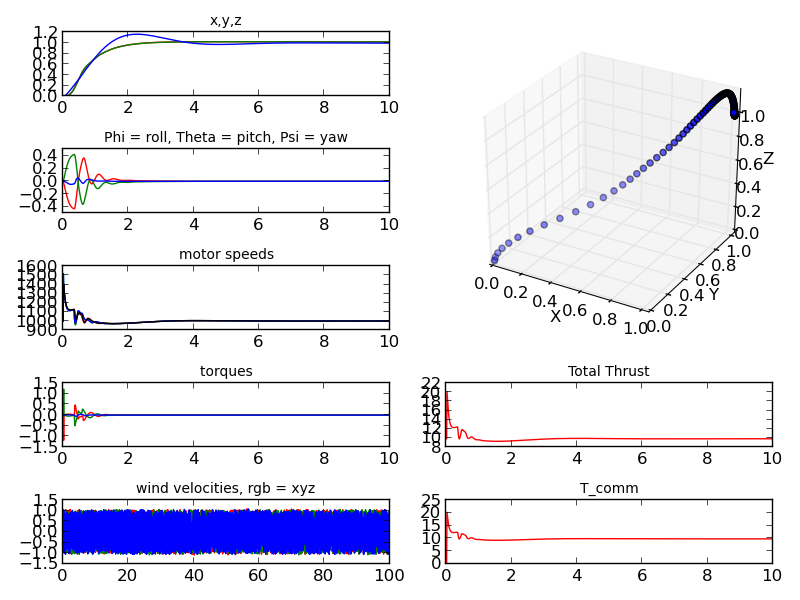 x,y,z
1.2
1.0
0.8
0.6
0.4
0.2
0.0
0 2 4 6 8 10
Phi = roll, Theta = pitch, Psi = yaw
0.4
0.2
0.0
−0.2
−0.4
0 2 4 6 8 10
motor speeds
1600
1500
1400
1300
1200
1100
1000
900
0 2 4 6 8 10
torques
1.5
1.0
0.5
0.0
−0.5
−1.0
−1.5
0 2 4 6 8 10
wind velocities, rgb = xyz
1.5
1.0
0.5
0.0
−0.5
−1.0
−1.5
0 20 40 60 80 100
0.0 0.2 0.4 0.6 0.8 1.0
X
0.0 0.2 0.4 0.6 0.8 1.0
Y
0.0 0.2 0.4 0.6 0.8 1.0
Z
Total Thrust
22
20
18
16
14
12
10
8
0 2 4 6 8 10
T_comm
25
20
15
10
5
0
0 2 4 6 8 10